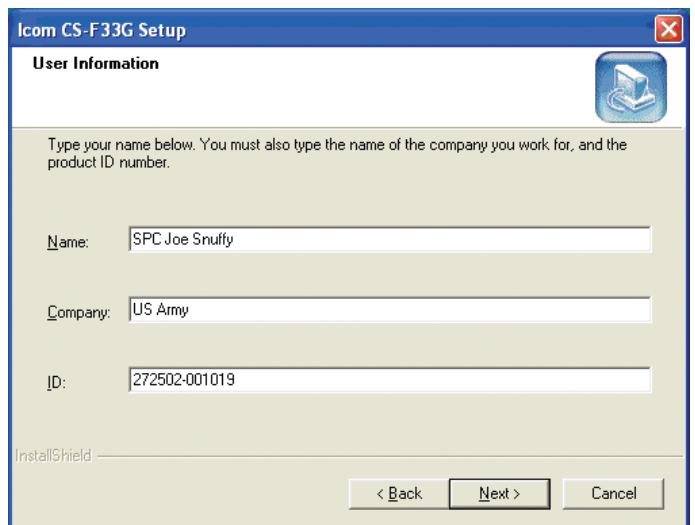 Icom CS-F33G Setup
User Information
Type your name below. You must also type the name of the company you work for, and the
product ID number.
Name: SPC Joe Snuffy
Company: US Army
ID: 272502-001019
InstallShield
< Back Next > Cancel